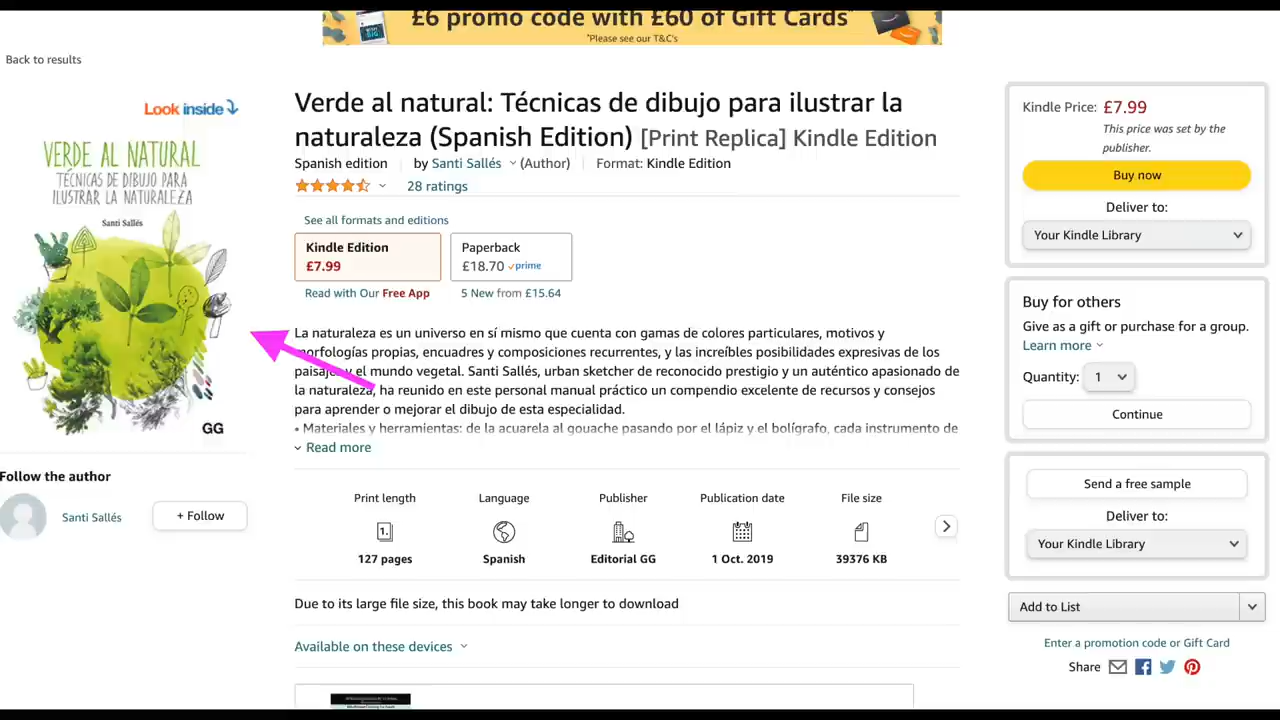 £6 promo code with £60 of Gift Cards*
*Please see our T&C's
Back to results
Look inside
VERDE AL NATURAL
TÉCNICAS DE DIBUJO PARA
ILUSTRAR LA NATURALEZA
Santi Sallés
GG
Follow the author
Santi Sallés
+ Follow
Verde al natural: Técnicas de dibujo para ilustrar la
naturaleza (Spanish Edition) [Print Replica] Kindle Edition
Spanish edition by Santi Sallés (Author) Format: Kindle Edition
28 ratings
See all formats and editions
Kindle Edition
£7.99
Read with Our Free App
Paperback
£18.70 prime
5 New from £15.64
La naturaleza es un universo en sí mismo que cuenta con gamas de colores particulares, motivos y
morfologías propias, encuadres y composiciones recurrentes, y las increíbles posibilidades expresivas de los
paisajes y el mundo vegetal. Santi Sallés, urban sketcher de reconocido prestigio y un auténtico apasionado de
la naturaleza, ha reunido en este personal manual práctico un compendio excelente de recursos y consejos
para aprender o mejorar el dibujo de esta especialidad.
• Materiales y herramientas: de la acuarela al gouache pasando por el lápiz y el bolígrafo, cada instrumento de
Read more
Print length
1.
127 pages
Language
Spanish
Publisher
Editorial GG
Publication date
1 Oct. 2019
File size
39376 KB
Due to its large file size, this book may take longer to download
Available on these devices
Kindle Price: £7.99
This price was set by the
publisher.
Buy now
Deliver to:
Your Kindle Library
Buy for others
Give as a gift or purchase for a group.
Learn more
Quantity: 1
Continue
Send a free sample
Deliver to:
Your Kindle Library
Add to List
Enter a promotion code or Gift Card
Share